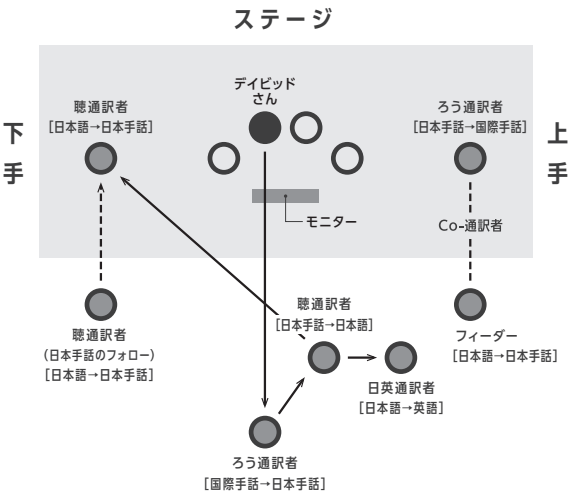 ステージ
デイビッド
さん
聴通訳者
[日本語→日本手話]
ろう通訳者
[日本手話→国際手話]
下
手
上
手
モニター
Co-通訳者
聴通訳者
[日本手話→日本語]
聴通訳者
(日本手話のフォロー)
[日本語→日本手話]
フィーダー
[日本語→日本手話]
日英通訳者
[日本語→英語]
ろう通訳者
[国際手話→日本手話]